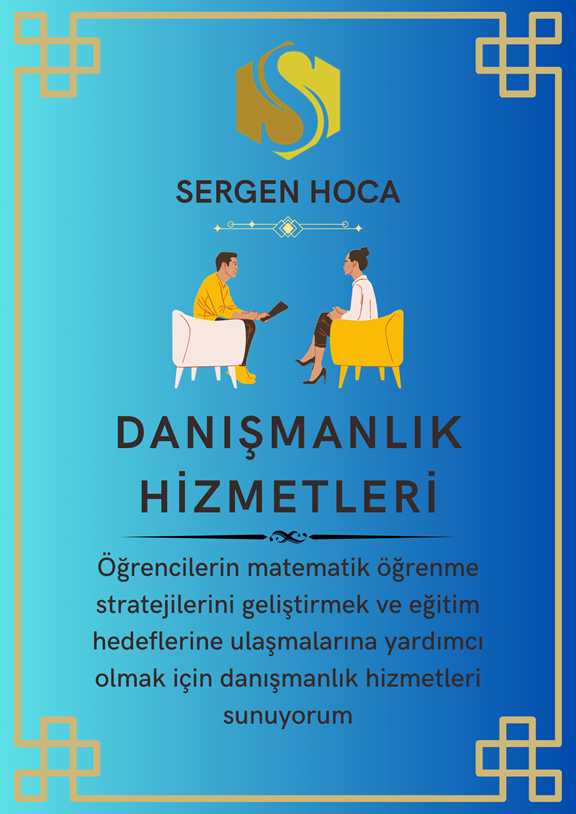 SERGEN HOCA
DANIŞMANLIK
HİZMETLERİ
Öğrencilerin matematik öğrenme
stratejilerini geliştirmek ve eğitim
hedeflerine ulaşmalarına yardımcı
olmak için danışmanlık hizmetleri
sunuyorum